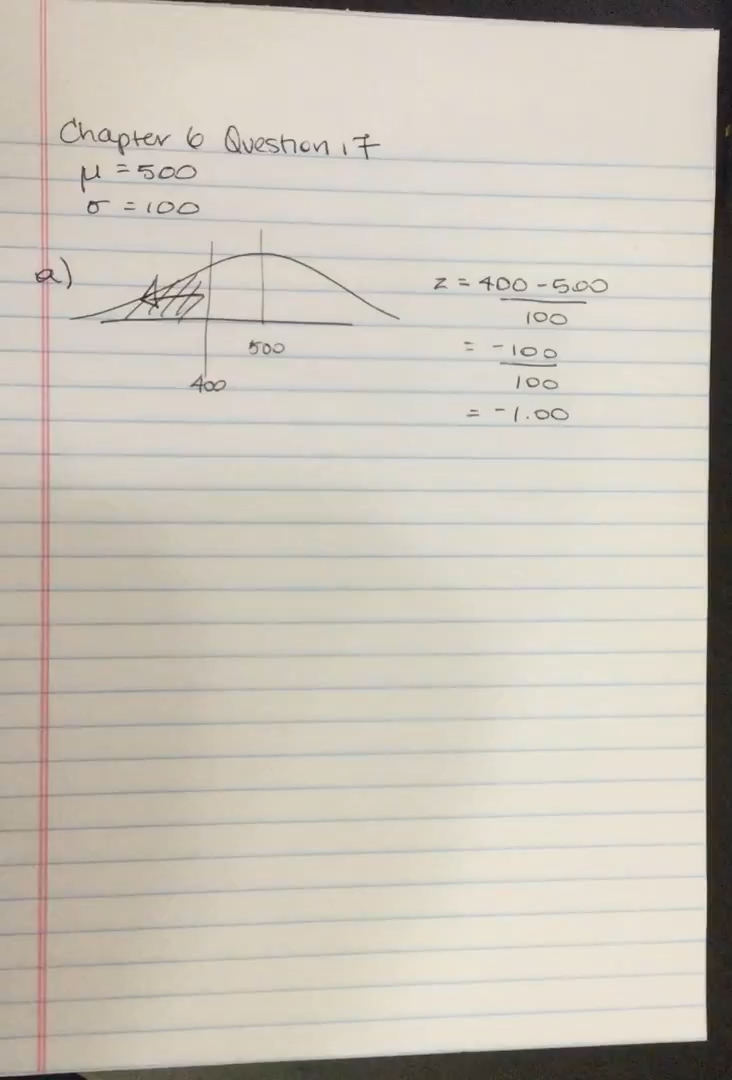 Chapter 6 Question 17
μ = 500
σ = 100
a)
A
500
400
z = 400 - 500
100
= -100
100
= -1.00